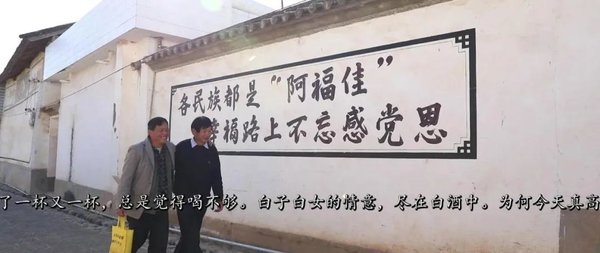 各民族都是“阿福佳”
幸福路上不忘感党恩
了一杯又一杯，总是觉得喝不够。白子白女的情意，尽在白酒中。为何今天真高